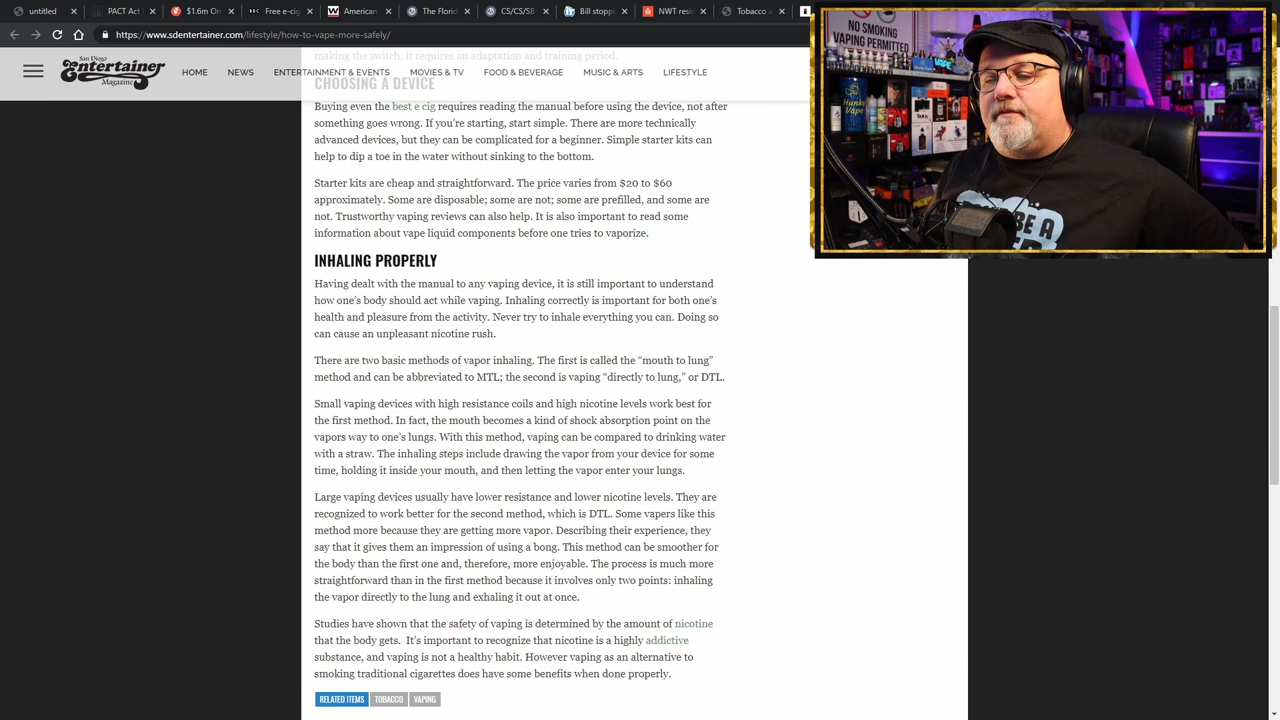 untitled
PACT Act
$1.6m On
Free e-cig
American
The Florid
CS/CS/SB
Bill stops
NWT resi
Tobacco a
https://www.sdentertainer.com/lifestyle/how-to-vape-more-safely/
San Diego
Entertainer
Magazine
HOME
NEWS
ENTERTAINMENT & EVENTS
MOVIES & TV
FOOD & BEVERAGE
MUSIC & ARTS
LIFESTYLE
making the switch, it requires an adaptation and training period.
CHOOSING A DEVICE
Buying even the best e cig requires reading the manual before using the device, not after
something goes wrong. If you're starting, start simple. There are more technically
advanced devices, but they can be complicated for a beginner. Simple starter kits can
help to dip a toe in the water without sinking to the bottom.
Starter kits are cheap and straightforward. The price varies from $20 to $60
approximately. Some are disposable; some are not; some are prefilled, and some are
not. Trustworthy vaping reviews can also help. It is also important to read some
information about vape liquid components before one tries to vaporize.
INHALING PROPERLY
Having dealt with the manual to any vaping device, it is still important to understand
how one's body should act while vaping. Inhaling correctly is important for both one's
health and pleasure from the activity. Never try to inhale everything you can. Doing so
can cause an unpleasant nicotine rush.
There are two basic methods of vapor inhaling. The first is called the "mouth to lung"
method and can be abbreviated to MTL; the second is vaping "directly to lung," or DTL.
Small vaping devices with high resistance coils and high nicotine levels work best for
the first method. In fact, the mouth becomes a kind of shock absorption point on the
vapors way to one's lungs. With this method, vaping can be compared to drinking water
with a straw. The inhaling steps include drawing the vapor from your device for some
time, holding it inside your mouth, and then letting the vapor enter your lungs.
Large vaping devices usually have lower resistance and lower nicotine levels. They are
recognized to work better for the second method, which is DTL. Some vapers like this
method more because they are getting more vapor. Describing their experience, they
say that it gives them an impression of using a bong. This method can be smoother for
the body than the first one and, therefore, more enjoyable. The process is much more
straightforward than in the first method because it involves only two points: inhaling
the vapor directly to the lung and exhaling it out at once.
Studies have shown that the safety of vaping is determined by the amount of nicotine
that the body gets.  It's important to recognize that nicotine is a highly addictive
substance, and vaping is not a healthy habit. However vaping as an alternative to
smoking traditional cigarettes does have some benefits when done properly.
RELATED ITEMS
TOBACCO
VAPING
NO SMOKING
VAPING PERMITTED
VAPE
Vape
BE A